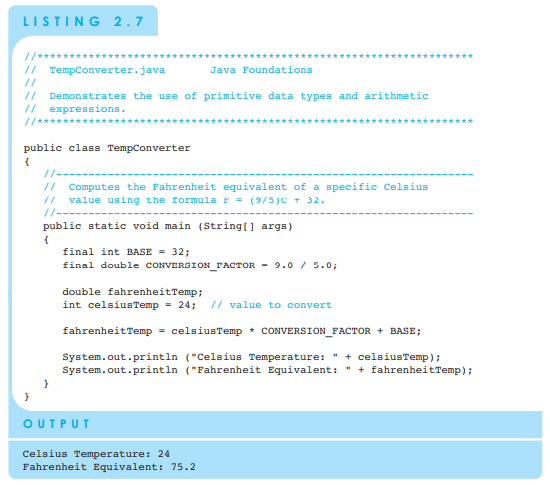 LISTING 2.7
//********************************************************************
//  TempConverter.java       Java Foundations
//
//  Demonstrates the use of primitive data types and arithmetic
//  expressions.
//********************************************************************
public class TempConverter
{
//-----------------------------------------------------------------
//  Computes the Fahrenheit equivalent of a specific Celsius
//  value using the formula F = (9/5)C + 32.
//-----------------------------------------------------------------
public static void main (String[] args)
{
final int BASE = 32;
final double CONVERSION_FACTOR = 9.0 / 5.0;
double fahrenheitTemp;
int celsiusTemp = 24;  // value to convert
fahrenheitTemp = celsiusTemp * CONVERSION_FACTOR + BASE;
System.out.println ("Celsius Temperature: " + celsiusTemp);
System.out.println ("Fahrenheit Equivalent: " + fahrenheitTemp);
}
}
OUTPUT
Celsius Temperature: 24
Fahrenheit Equivalent: 75.2